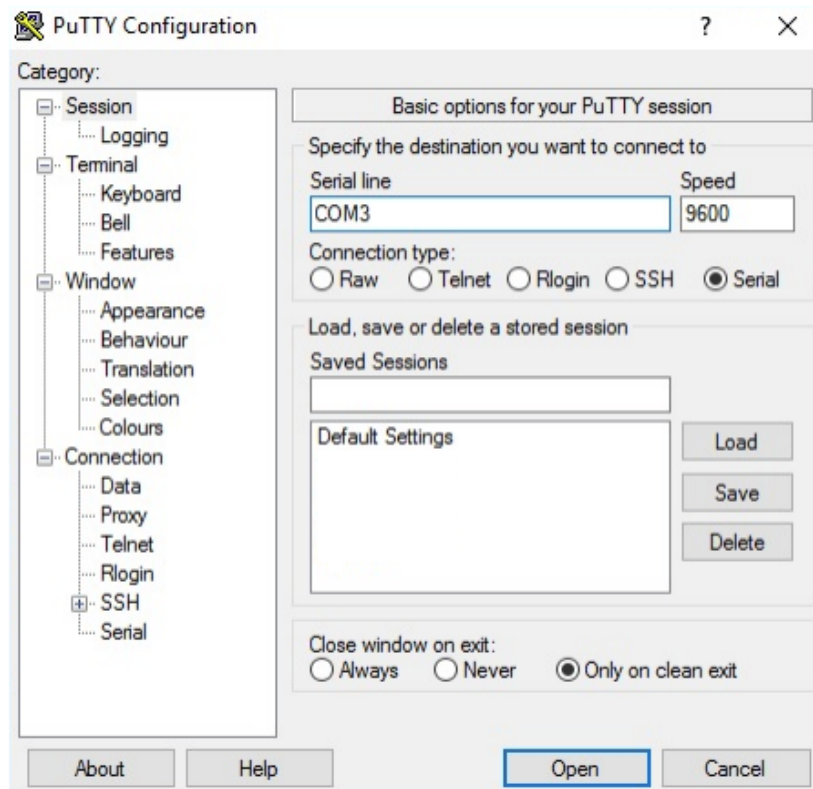 PuTTY Configuration
?
Category:
Session
Logging
Terminal
Keyboard
Bell
Features
Window
Appearance
Behaviour
Translation
Selection
Colours
Connection
Data
Proxy
Telnet
Rlogin
SSH
Serial
Basic options for your PuTTY session
Specify the destination you want to connect to
Serial line Speed
COM3 9600
Connection type:
Raw Telnet Rlogin SSH Serial
Load, save or delete a stored session
Saved Sessions
Default Settings
Load
Save
Delete
Close window on exit:
Always Never Only on clean exit
About Help Open Cancel